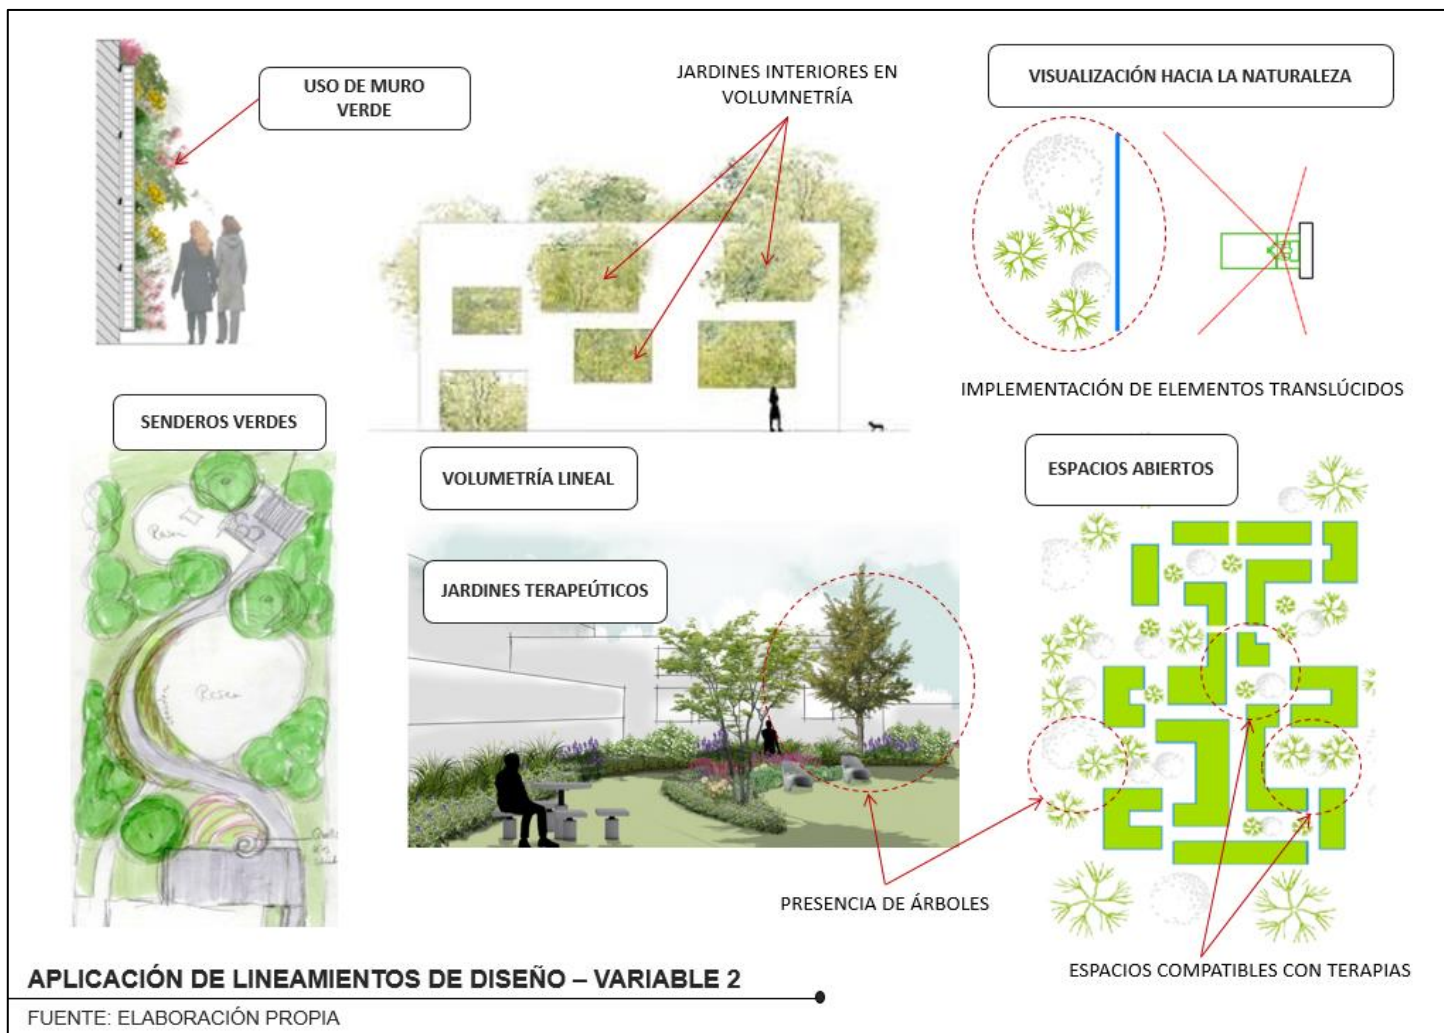 USO DE MURO
VERDE
JARDINES INTERIORES EN
VOLUMNETRÍA
VISUALIZACIÓN HACIA LA NATURALEZA
IMPLEMENTACIÓN DE ELEMENTOS TRANSLÚCIDOS
SENDEROS VERDES
VOLUMETRÍA LINEAL
ESPACIOS ABIERTOS
JARDINES TERAPEÚTICOS
Rasen
Rasen
PRESENCIA DE ÁRBOLES
ESPACIOS COMPATIBLES CON TERAPIAS
APLICACIÓN DE LINEAMIENTOS DE DISEÑO – VARIABLE 2
FUENTE: ELABORACIÓN PROPIA